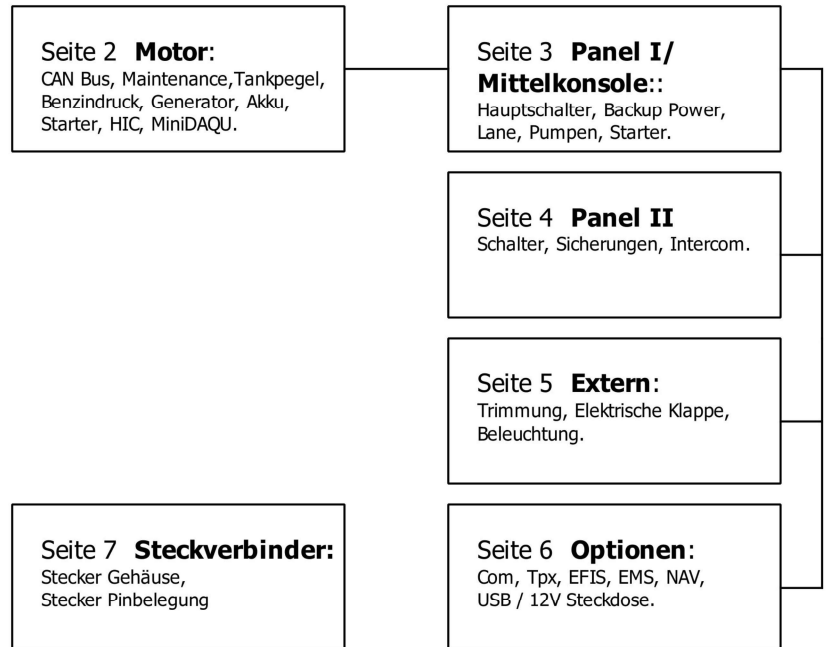 Seite 2 Motor:
CAN Bus, Maintenance,Tankpegel,
Benzindruck, Generator, Akku,
Starter, HIC, MiniDAQU.
Seite 3 Panel I/
Mittelkonsole::
Hauptschalter, Backup Power,
Lane, Pumpen, Starter.
Seite 4 Panel II
Schalter, Sicherungen, Intercom.
Seite 5 Extern:
Trimmung, Elektrische Klappe,
Beleuchtung.
Seite 7 Steckverbinder:
Stecker Gehäuse,
Stecker Pinbelegung
Seite 6 Optionen:
Com, Tpx, EFIS, EMS, NAV,
USB / 12V Steckdose.